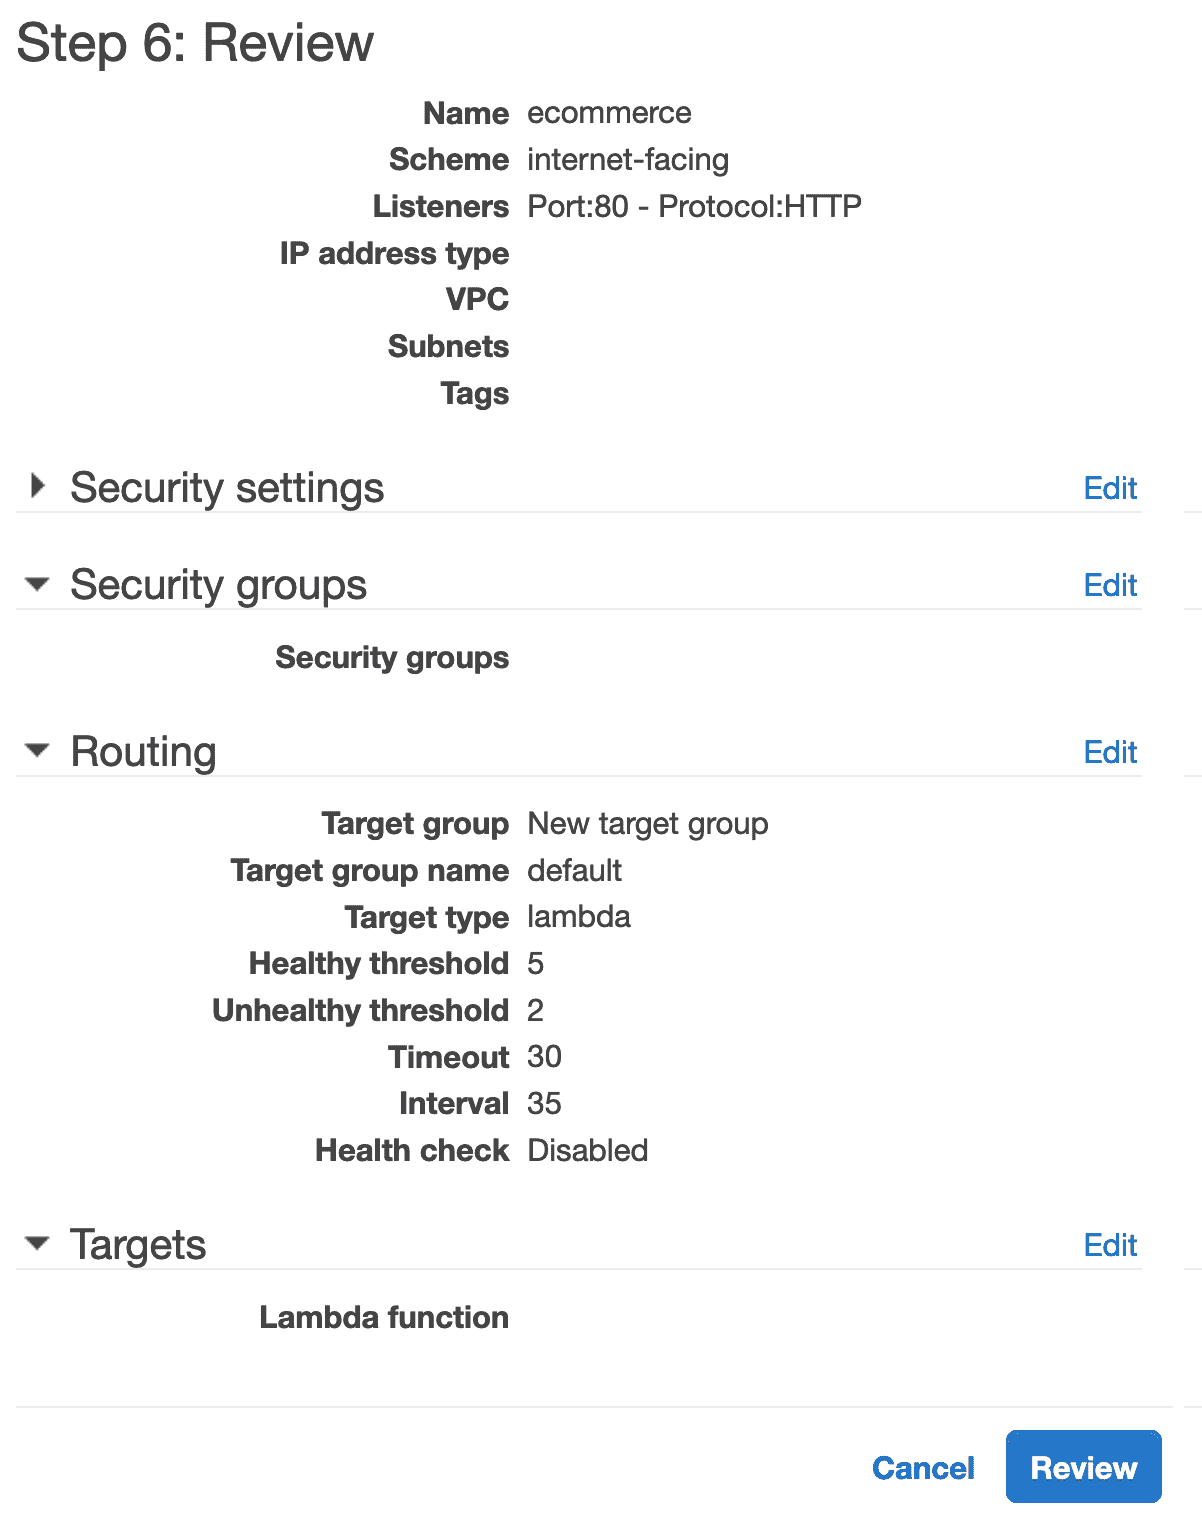 Step 6: Review
Name ecommerce
Scheme internet-facing
Listeners Port:80 - Protocol:HTTP
IP address type
VPC
Subnets
Tags
Security settings Edit
Security groups Edit
Security groups
Routing Edit
Target group New target group
Target group name default
Target type lambda
Healthy threshold 5
Unhealthy threshold 2
Timeout 30
Interval 35
Health check Disabled
Targets Edit
Lambda function
Cancel Review